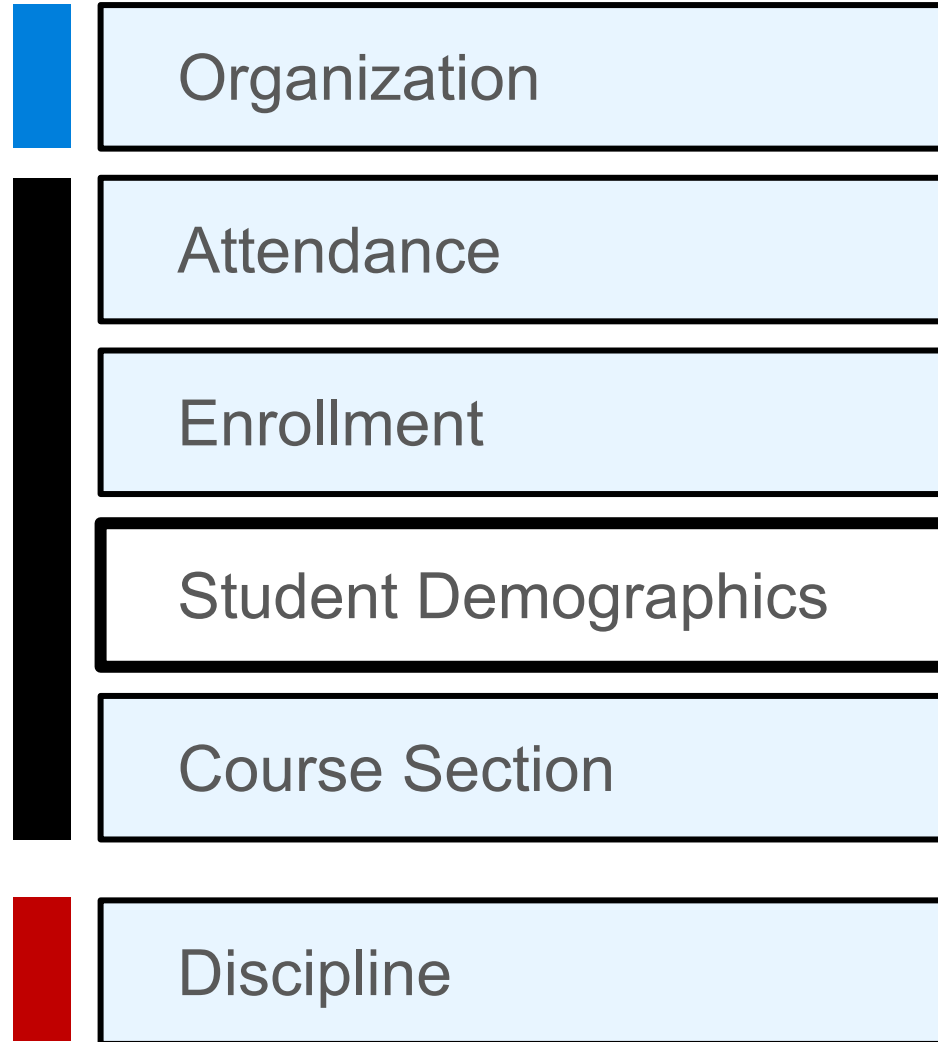 Organization
Attendance
Enrollment
Student Demographics
Course Section
Discipline